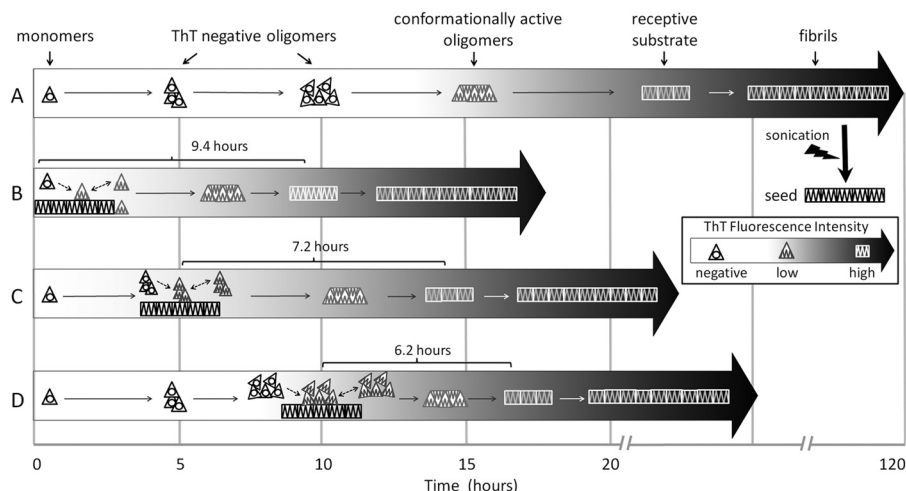 monomers
ThT negative oligomers
conformationally active
oligomers
receptive
substrate
fibrils
A
sonication
seed
9.4 hours
B
ThT Fluorescence Intensity
negative
low
high
7.2 hours
C
6.2 hours
D
0
5
10
15
20
120
Time (hours)